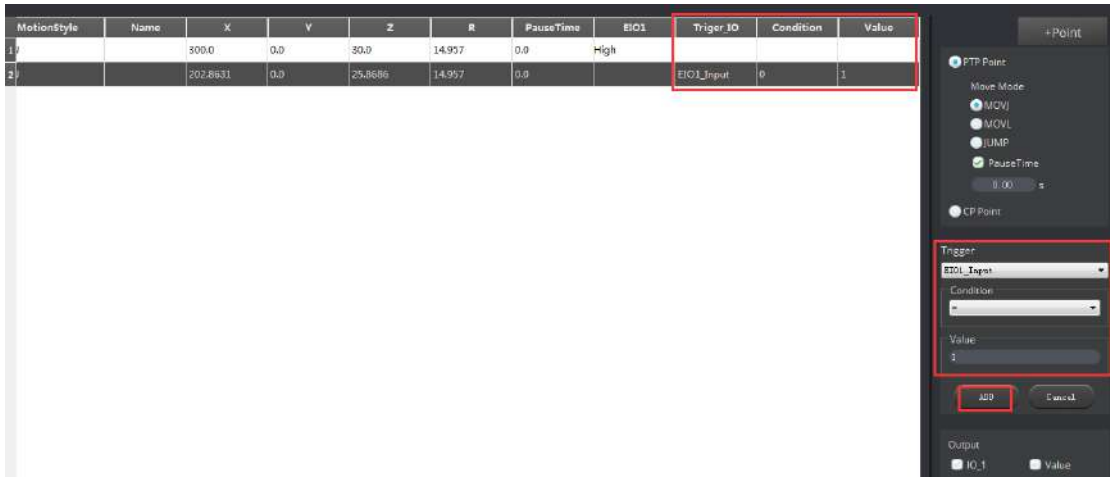 MotionStyle Name X Y Z R PauseTime EIO1 Triger IO Condition Value
1 J 300.0 0.0 30.0 14.957 0.0 High
2 J 202.8631 0.0 25.8686 14.957 0.0 EIO1_Input 0 1
+Point
PTP Point
Move Mode
MOVJ
MOVL
JUMP
PauseTime
0.00 s
CP Point
Trigger
EIO1_Input
Condition
=
Value
1
ADD Cancel
Output
IO_1 Value